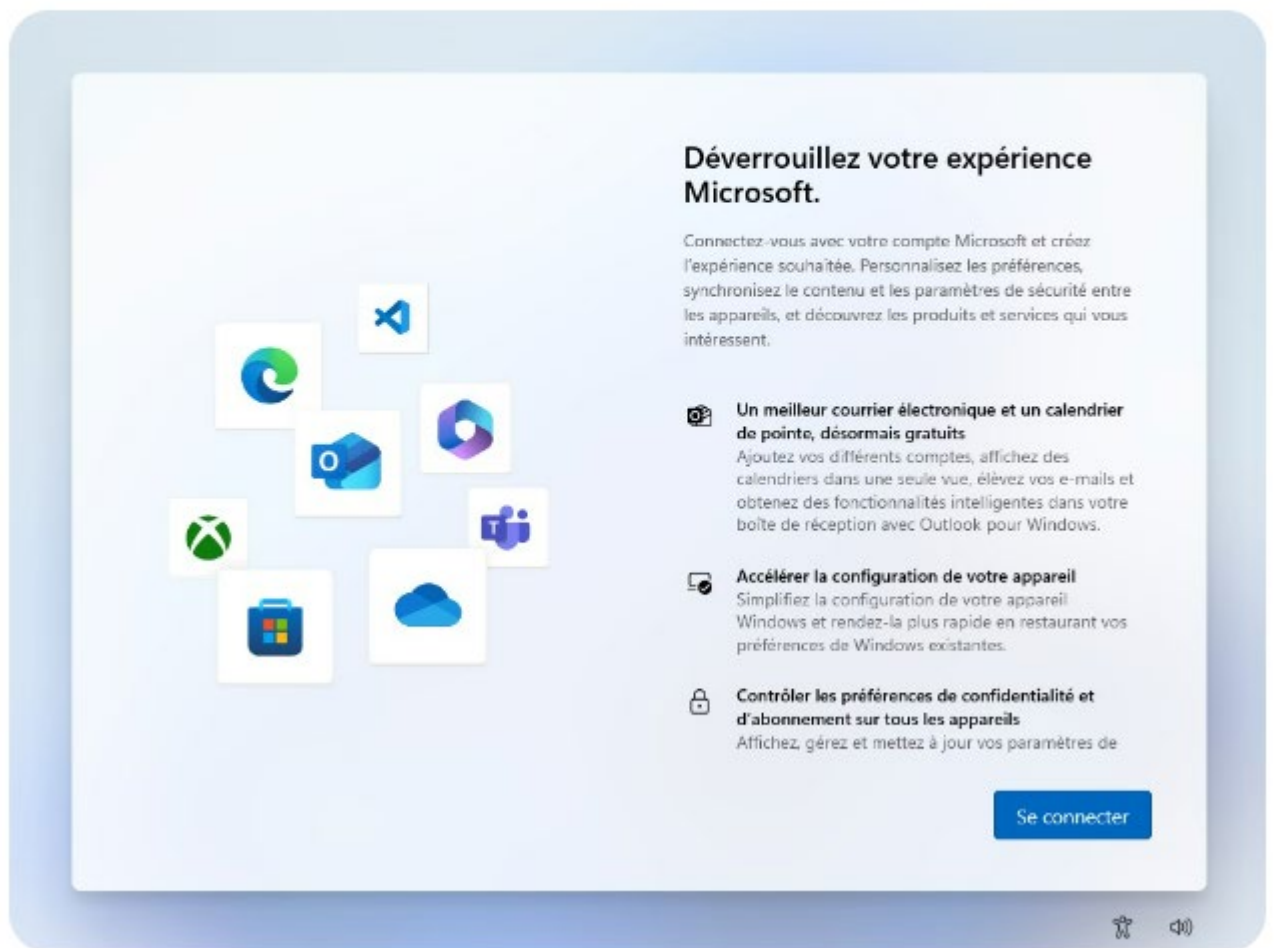 Déverrouillez votre expérience
Microsoft.
Connectez-vous avec votre compte Microsoft et créez
l'expérience souhaitée. Personnalisez les préférences,
synchronisez le contenu et les paramètres de sécurité entre
les appareils, et découvrez les produits et services qui vous
intéressent.
Un meilleur courrier électronique et un calendrier
de pointe, désormais gratuits
Ajoutez vos différents comptes, affichez des
calendriers dans une seule vue, élévez vos e-mails et
obtenez des fonctionnalités intelligentes dans votre
boîte de réception avec Outlook pour Windows.
Accélérer la configuration de votre appareil
Simplifiez la configuration de votre appareil
Windows et rendez-la plus rapide en restaurant vos
préférences de Windows existantes.
Contrôler les préférences de confidentialité et
d'abonnement sur tous les appareils
Affichez, gérez et mettez à jour vos paramètres de
Se connecter